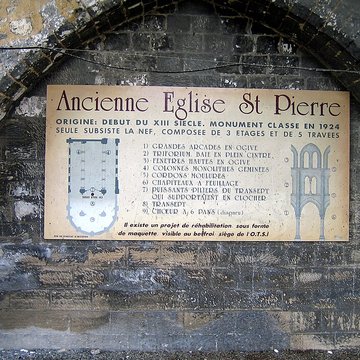 Ancienne Eglise St Pierre
ORIGINE: DEBUT DU XIII SIECLE. MONUMENT CLASSE EN 1924
SEULE SUBSISTE LA NEF, COMPOSEE DE 3 ETAGES ET DE 5 TRAVEES
1) GRANDES ARCADES EN OGIVE
2) TRIFORIUM, BAIE EN PLEIN CENTRE
3) FENETRES HAUTES EN OGIVE
4) COLONNES MONOLITHES GEMINEES
5) CORDONS MOULURES
6) CHAPITEAUX A FEUILLAGE
7) PUISSANTS PILIERS DU TRANSEPT
QUI SUPPORTAIENT EN CLOCHER
8) TRANSEPT
9) CHŒUR A 6 PANS (disparu)
Il existe un projet de réhabilitation sous forme
de maquette visible au beffroi siège de l'O.T.S.I